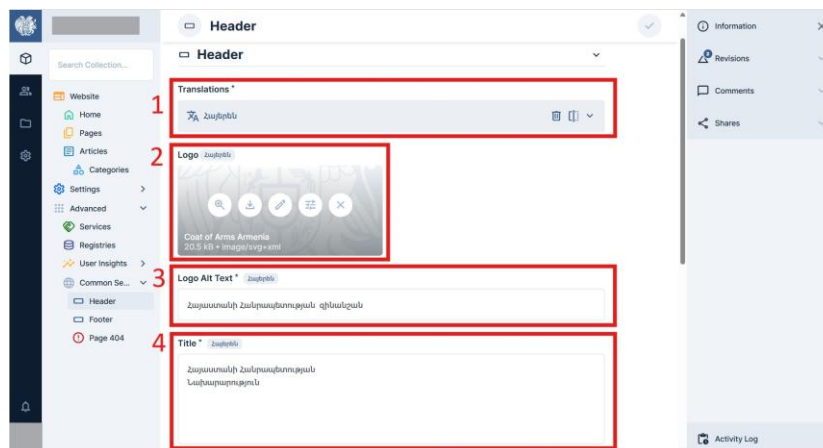 Header
Search Collection...
Website
Home
Pages
Articles
Categories
Settings
Advanced
Services
Registries
User Insights
Common Se...
Header
Footer
Page 404
Header
1
Translations *
Հայերեն
2
Logo Հայերեն
Coat of Arms Armenia
20.5 kB • image/svg+xml
3
Logo Alt Text * Հայերեն
Հայաստանի Հանրապետության զինանշան
4
Title * Հայերեն
Հայաստանի Հանրապետության
Նախարարություն
Information
Revisions
Comments
Shares
Activity Log